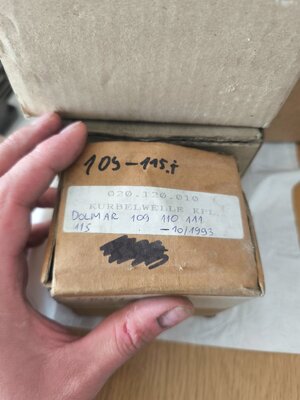 109-115.i
020.120.010
KURBELWELLE KPL
DOLMAR 109 110 111
115 -10/1993